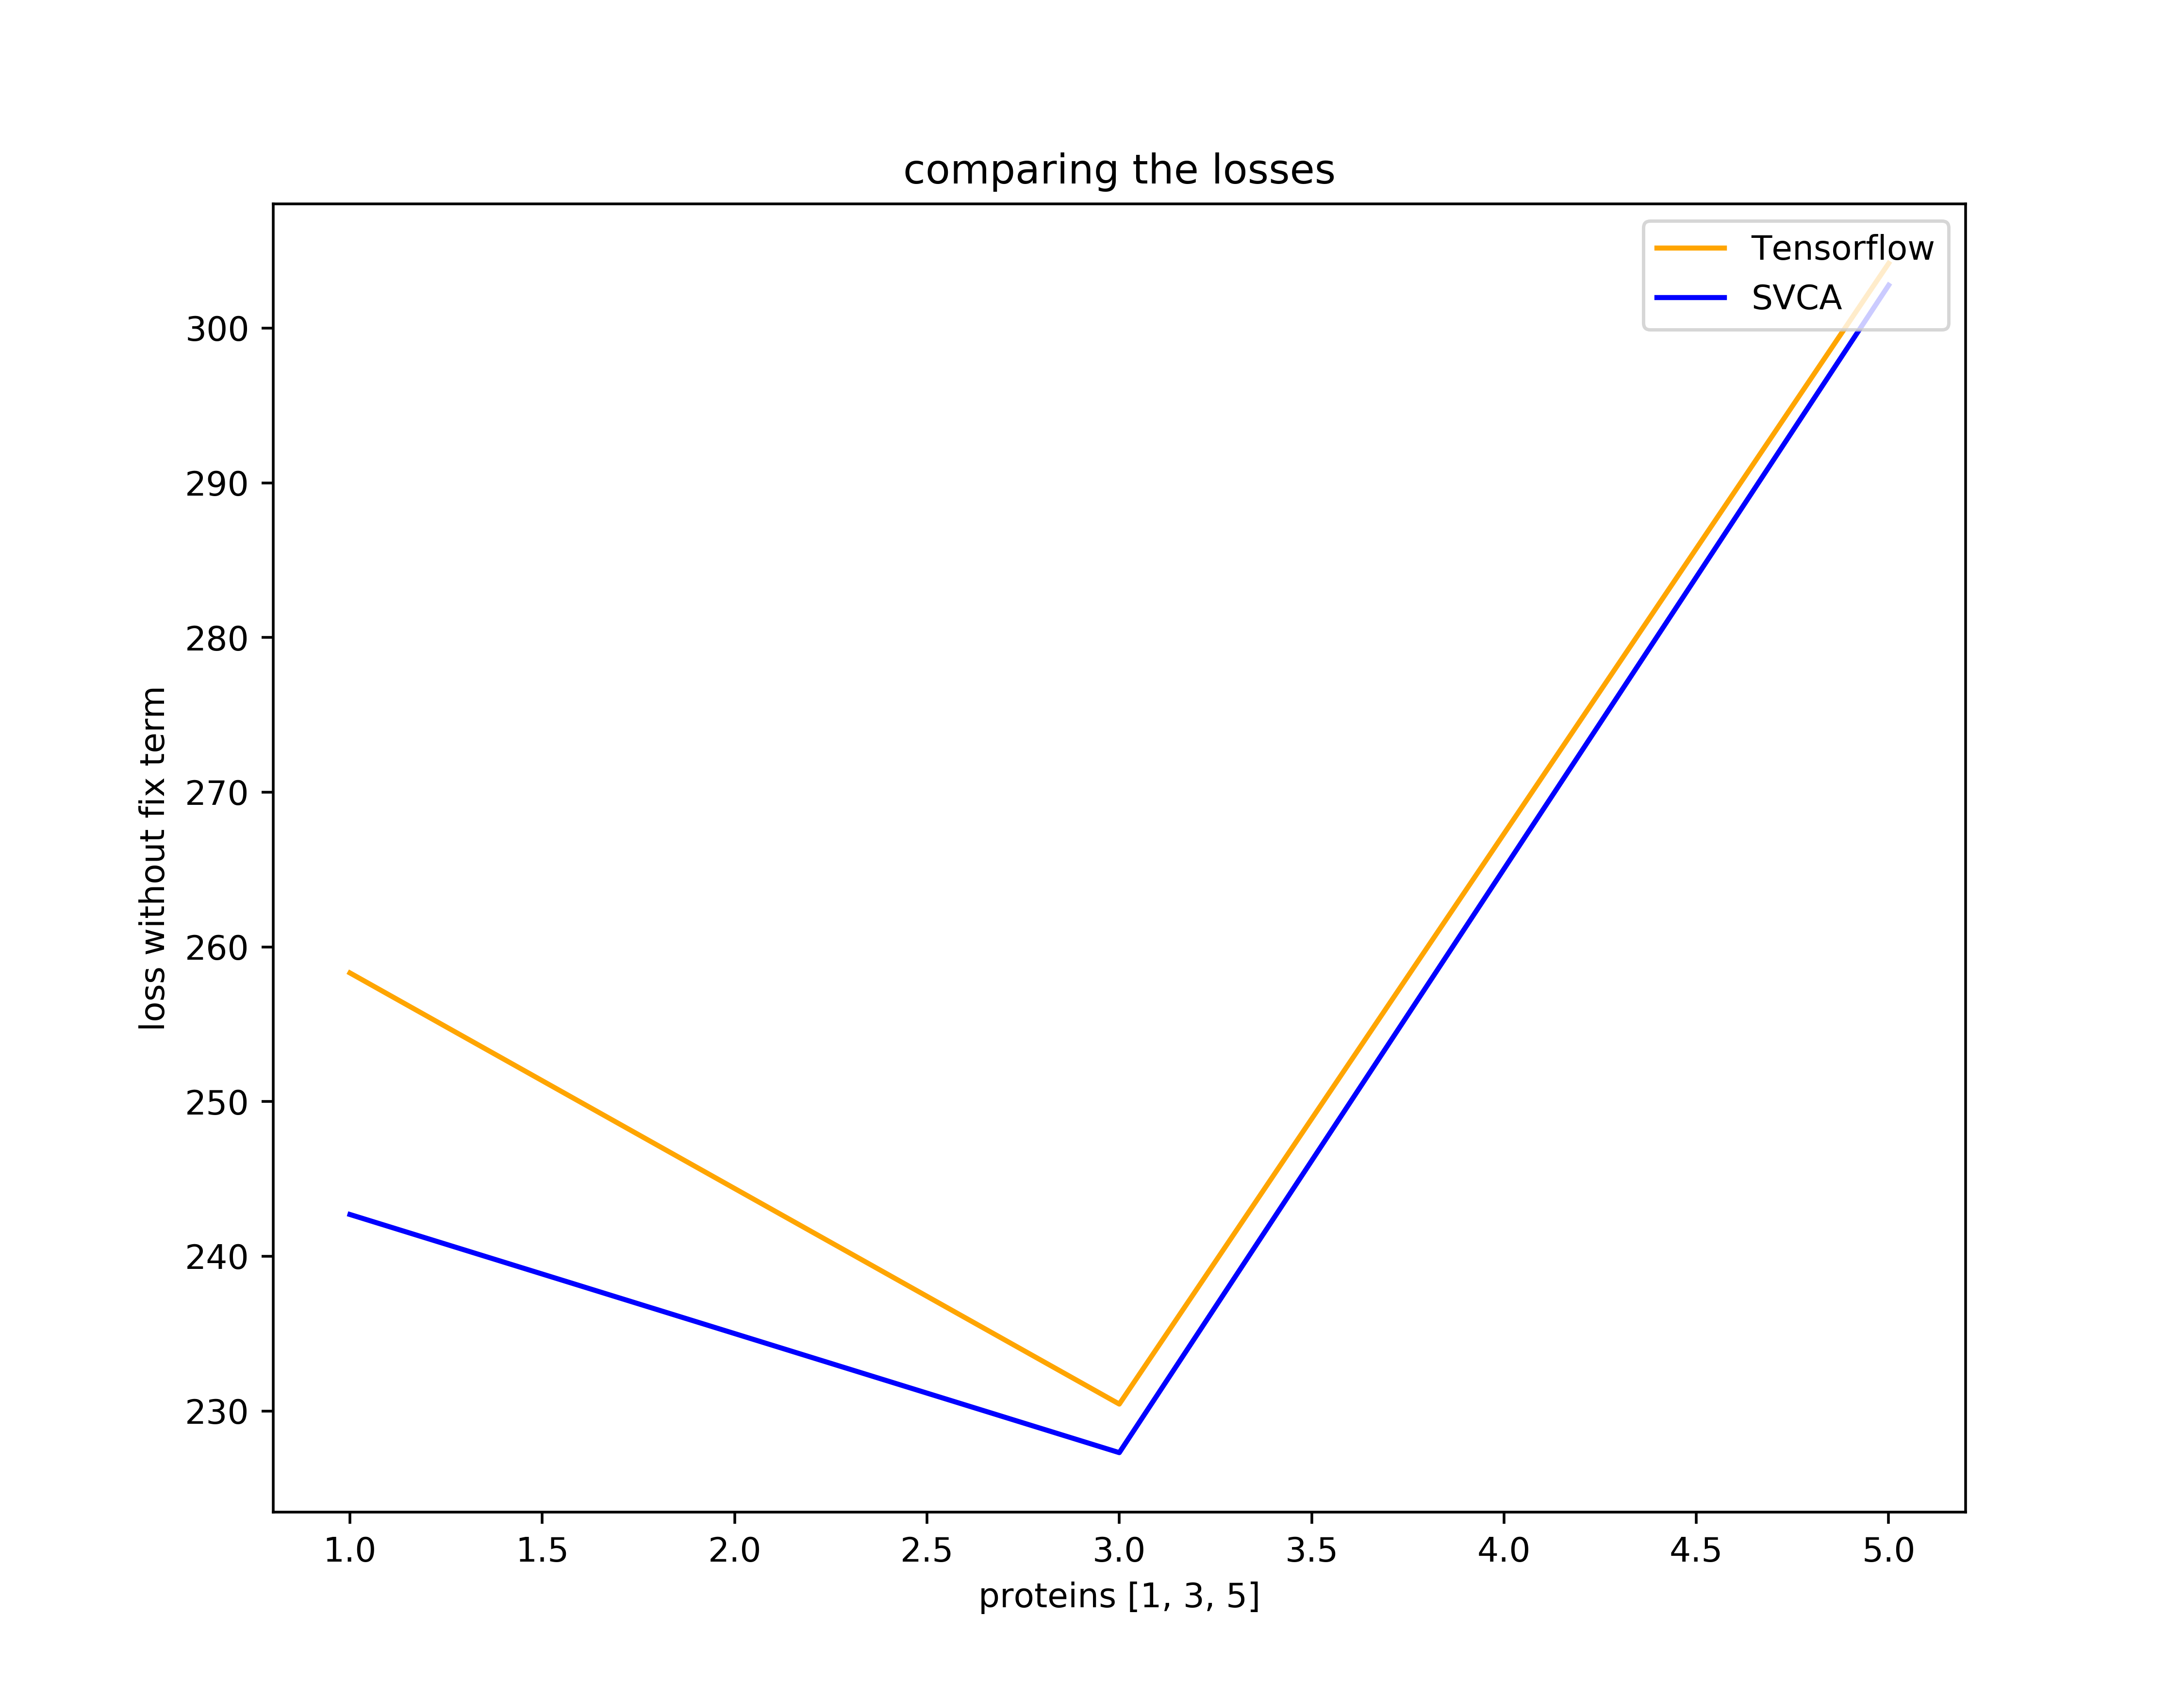 comparing the losses
Tensorflow
SVCA
300
290
280
270
260
250
240
230
loss without fix term
1.0 1.5 2.0 2.5 3.0 3.5 4.0 4.5 5.0
proteins [1, 3, 5]